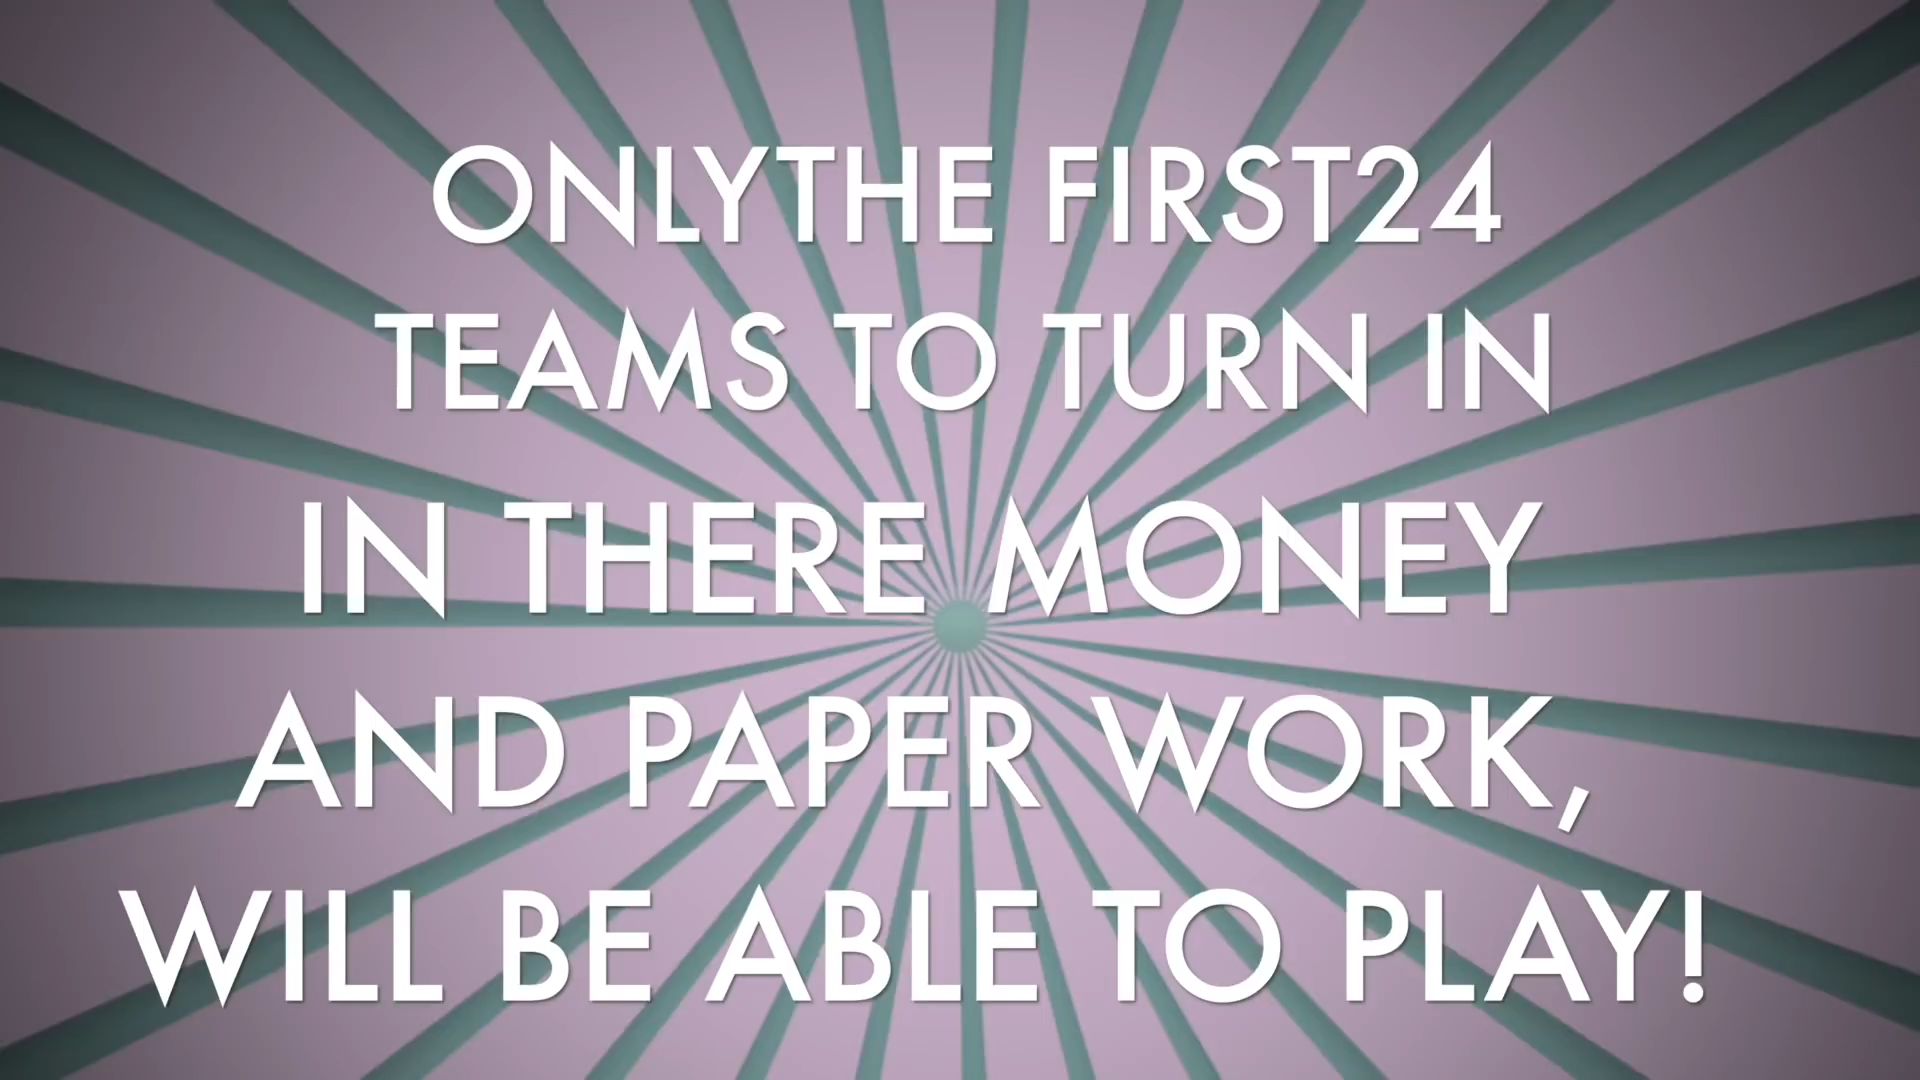 ONLYTHE FIRST24
TEAMS TO TURN IN
IN THERE MONEY
AND PAPER WORK,
WILL BE ABLE TO PLAY!